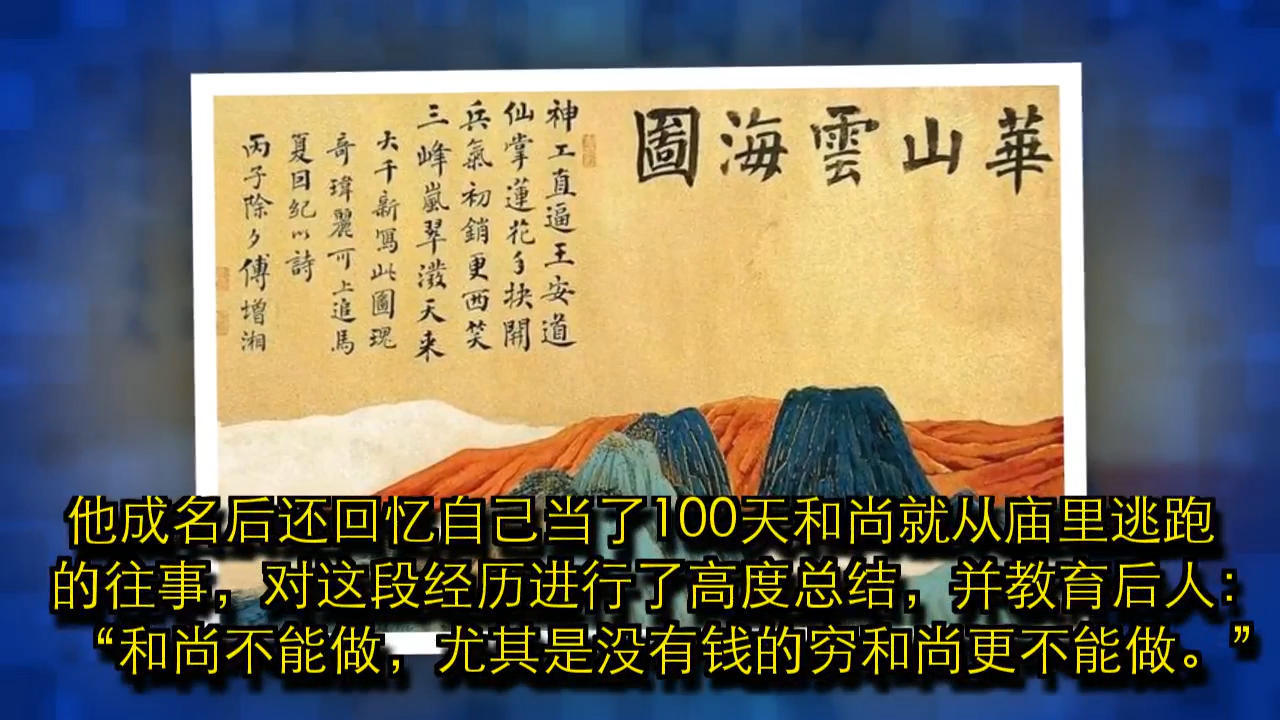 華山雲海圖
神工直逼王安道
仙掌蓮花手抉開
兵氣初銷更西笑
三峰嵐翠潑天来
大千新寫此圖瑰
奇瑋麗可上追馬
夏因紀以詩
丙子除夕傅增湘
他成名后还回忆自己当了100天和尚就从庙里逃跑
的往事，对这段经历进行了高度总结，并教育后人：
“和尚不能做，尤其是没有钱的穷和尚更不能做。”